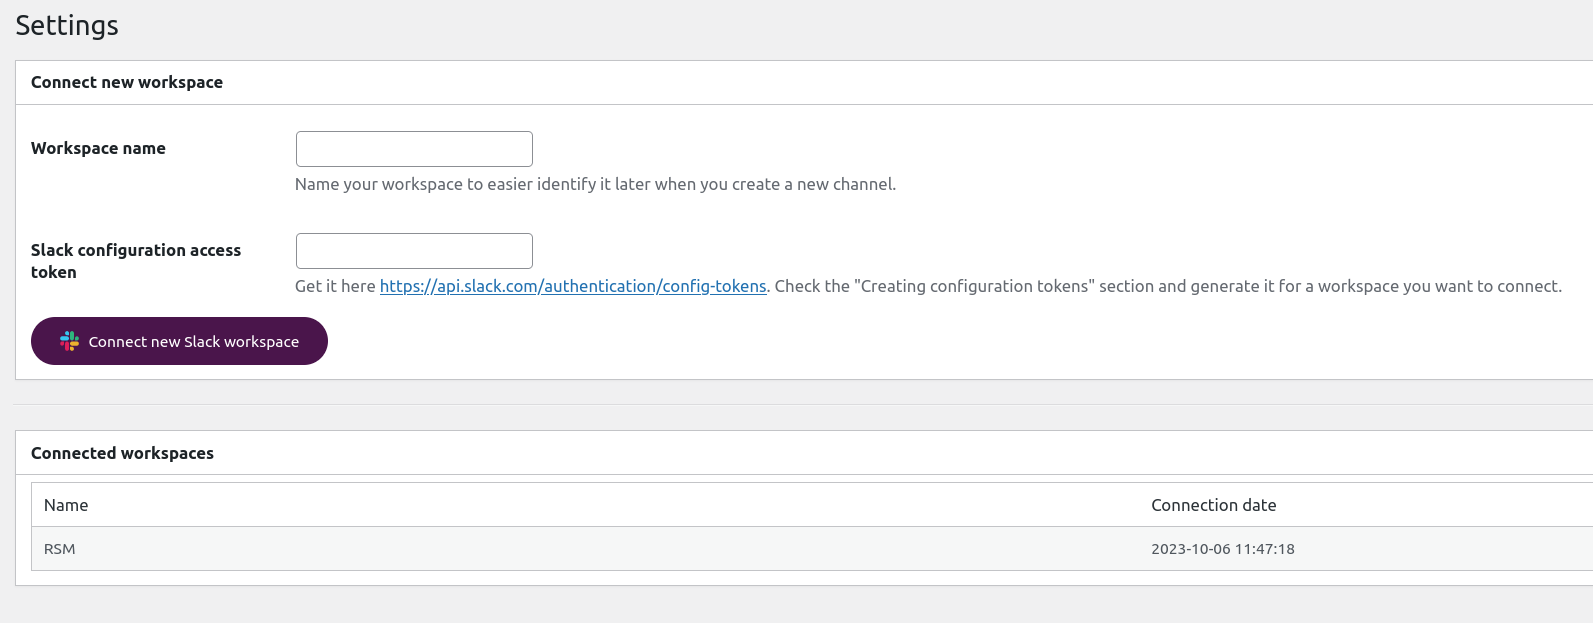 Settings
Connect new workspace
Workspace name
Name your workspace to easier identify it later when you create a new channel.
Slack configuration access
token
Get it here https://api.slack.com/authentication/config-tokens. Check the "Creating configuration tokens" section and generate it for a workspace you want to connect.
Connect new Slack workspace
Connected workspaces
Name Connection date
RSM 2023-10-06 11:47:18